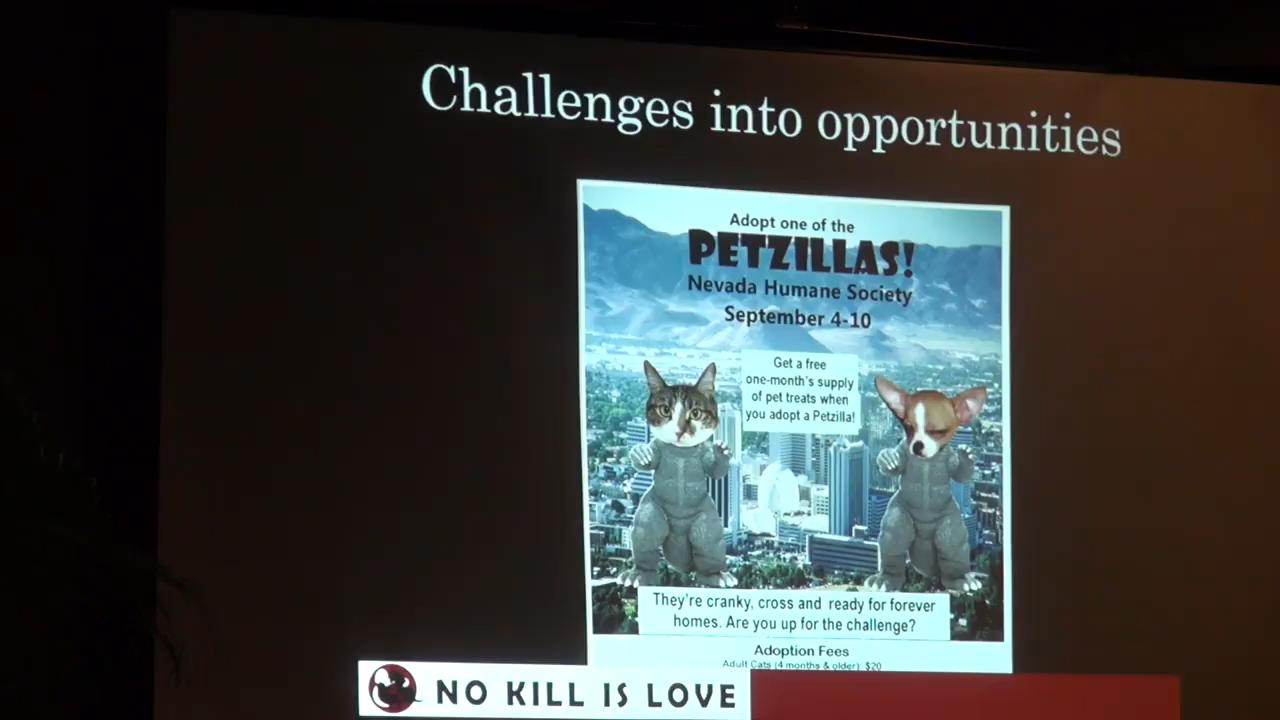 Challenges into opportunities
Adopt one of the
PETZILLAS!
Nevada Humane Society
September 4-10
Get a free
one-month's supply
of pet treats when
you adopt a Petzilla!
They're cranky, cross and ready for forever
homes. Are you up for the challenge?
Adoption Fees
Adult Cats (4 months & older): $20
NO KILL IS LOVE